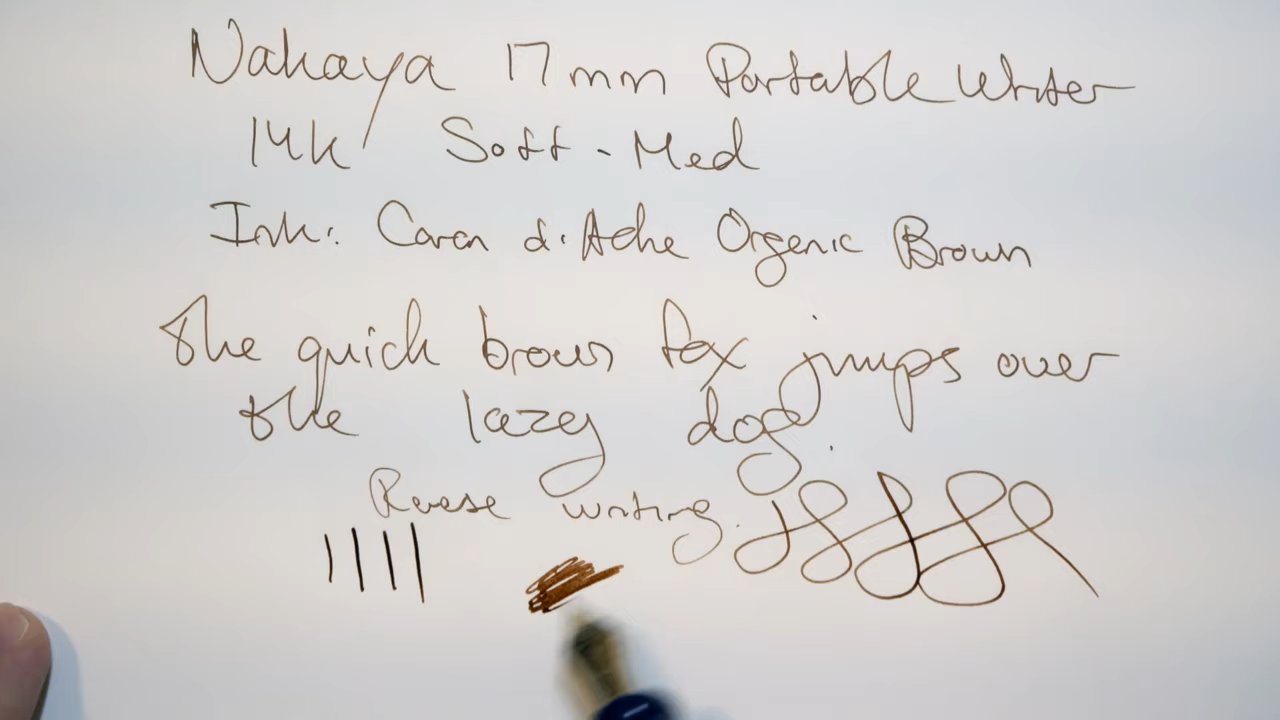 Nakaya 17mm Portable Writer
14k Soft-Med
Ink: Caran d'Ache Organic Brown
The quick brown fox jumps over
the lazy dog.
Reverse writing.